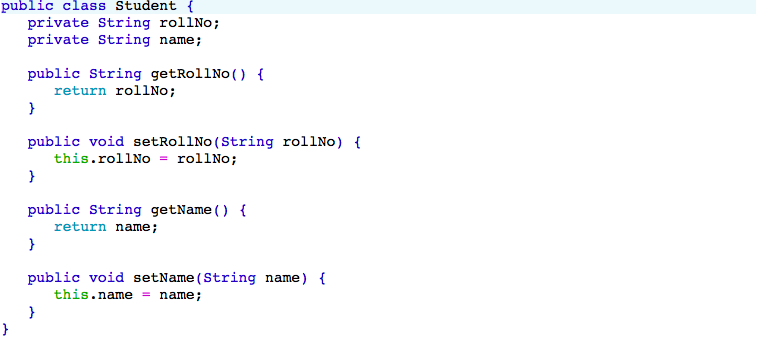 public class Student {
   private String rollNo;
   private String name;

   public String getRollNo() {
      return rollNo;
   }

   public void setRollNo(String rollNo) {
      this.rollNo = rollNo;
   }

   public String getName() {
      return name;
   }

   public void setName(String name) {
      this.name = name;
   }
}